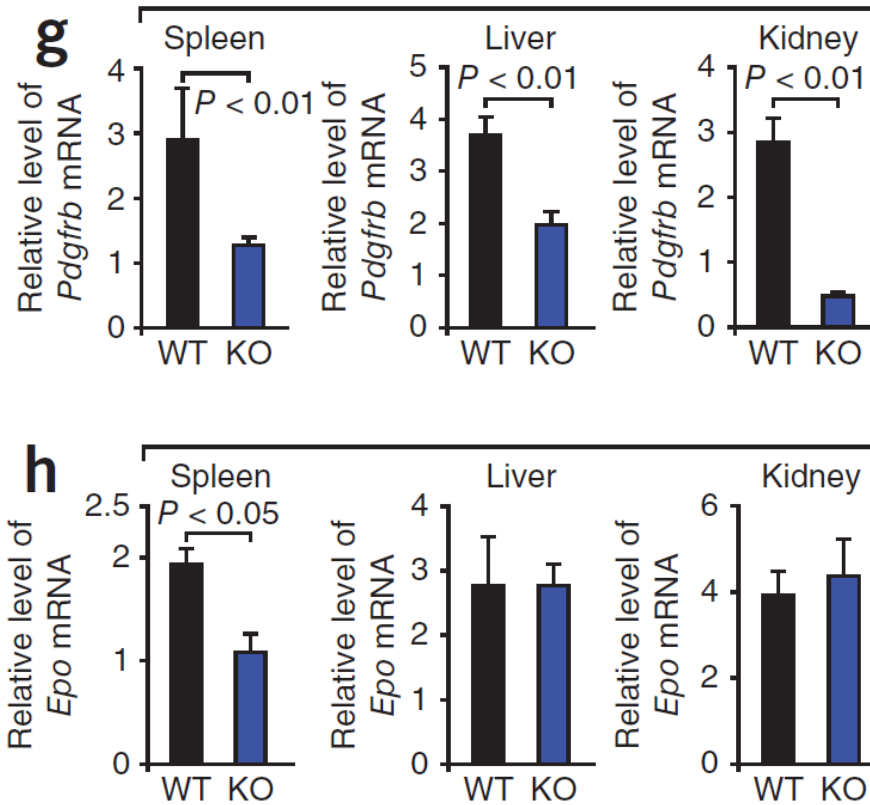 g
Spleen
Relative level of
Pdgfrb mRNA
4
3
2
1
0
P < 0.01
WT KO
Liver
Relative level of
Pdgfrb mRNA
5
4
3
2
1
0
P < 0.01
WT KO
Kidney
Relative level of
Pdgfrb mRNA
4
3
2
1
0
P < 0.01
WT KO
h
Spleen
Relative level of
Epo mRNA
2.5
2
1
0
P < 0.05
WT KO
Liver
Relative level of
Epo mRNA
4
3
2
1
0
WT KO
Kidney
Relative level of
Epo mRNA
6
4
2
0
WT KO